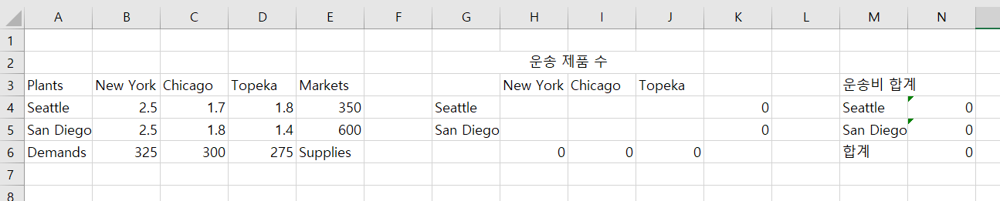 A B C D E F G H I J K L M N
1
2 운송 제품 수
3 Plants New York Chicago Topeka Markets New York Chicago Topeka 운송비 합계
4 Seattle 2.5 1.7 1.8 350 Seattle 0 Seattle 0
5 San Diego 2.5 1.8 1.4 600 San Diego 0 San Diego 0
6 Demands 325 300 275 Supplies 0 0 0 합계 0
7
8